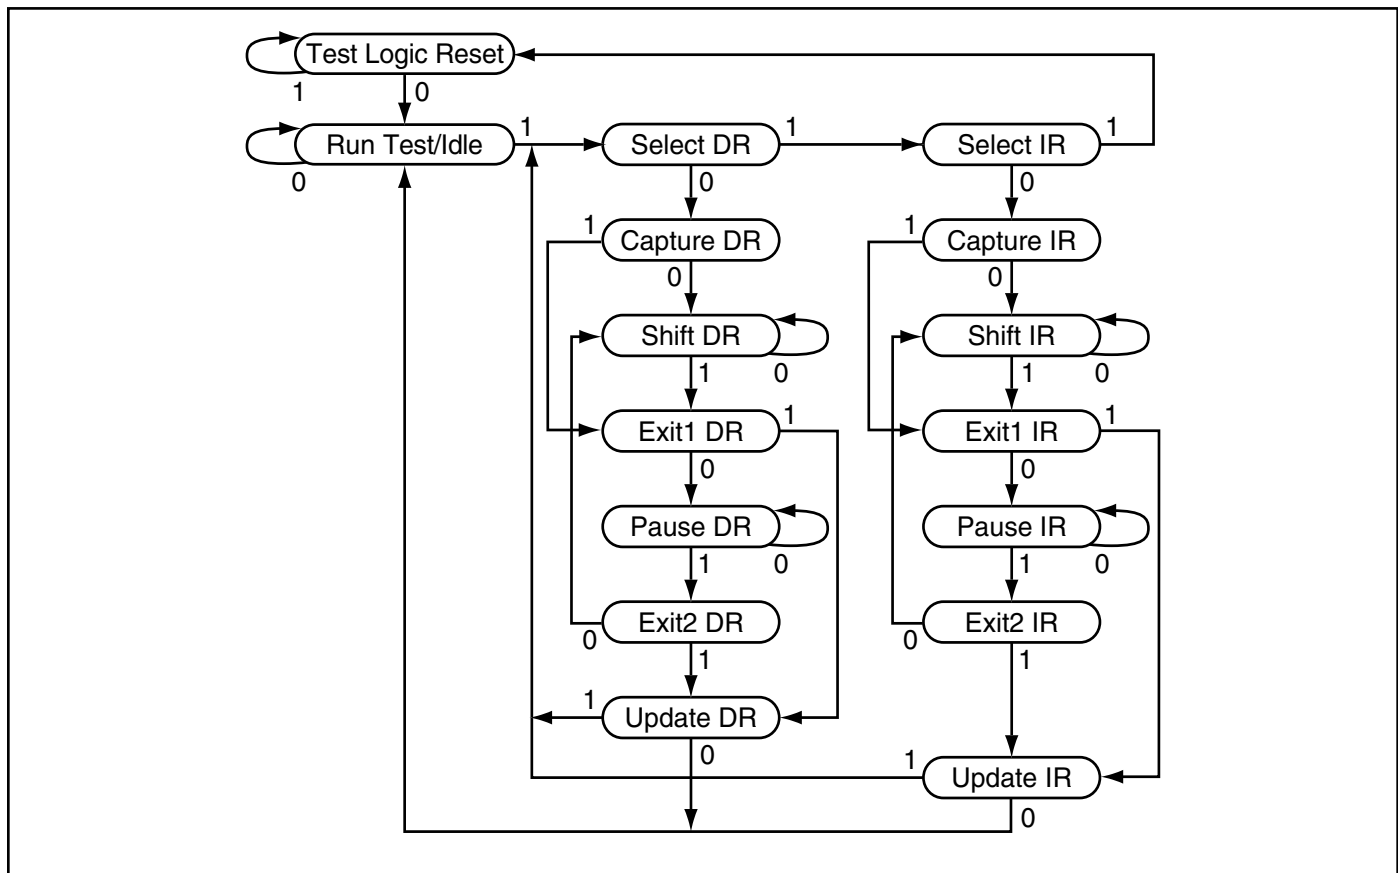 Test Logic Reset
1 0
Run Test/Idle 1 Select DR 1 Select IR 1
0 0 0
1 Capture DR 1 Capture IR
0 0
Shift DR Shift IR
1 0 1 0
Exit1 DR 1 Exit1 IR 1
0 0
Pause DR Pause IR
1 0 1 0
Exit2 DR Exit2 IR
0 1 0 1
1 Update DR
0 1 Update IR
0